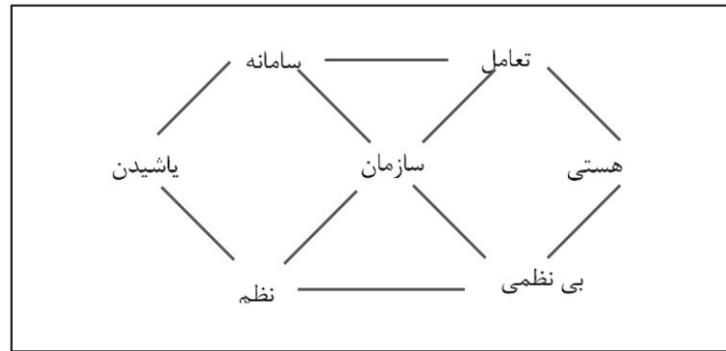 تعامل سامانه
هستی سازمان یاشیدن
بی نظمی نظم